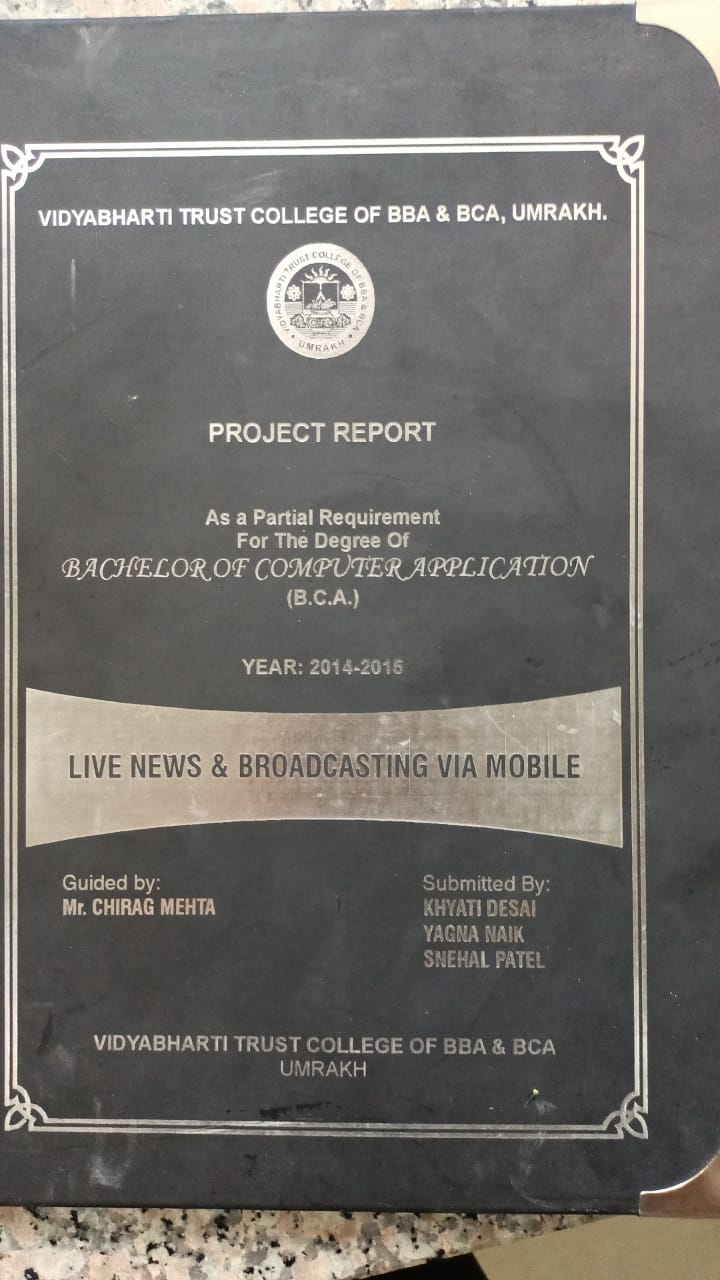 VIDYABHARTI TRUST COLLEGE OF BBA & BCA, UMRAKH.
VIDYABHARTI TRUST COLLEGE OF BBA & BCA
• UMRAKH •
PROJECT REPORT
As a Partial Requirement
For The Degree Of
BACHELOR OF COMPUTER APPLICATION
(B.C.A.)
YEAR: 2014-2015
LIVE NEWS & BROADCASTING VIA MOBILE
Guided by:
Mr. CHIRAG MEHTA
Submitted By:
KHYATI DESAI
YAGNA NAIK
SNEHAL PATEL
VIDYABHARTI TRUST COLLEGE OF BBA & BCA
UMRAKH